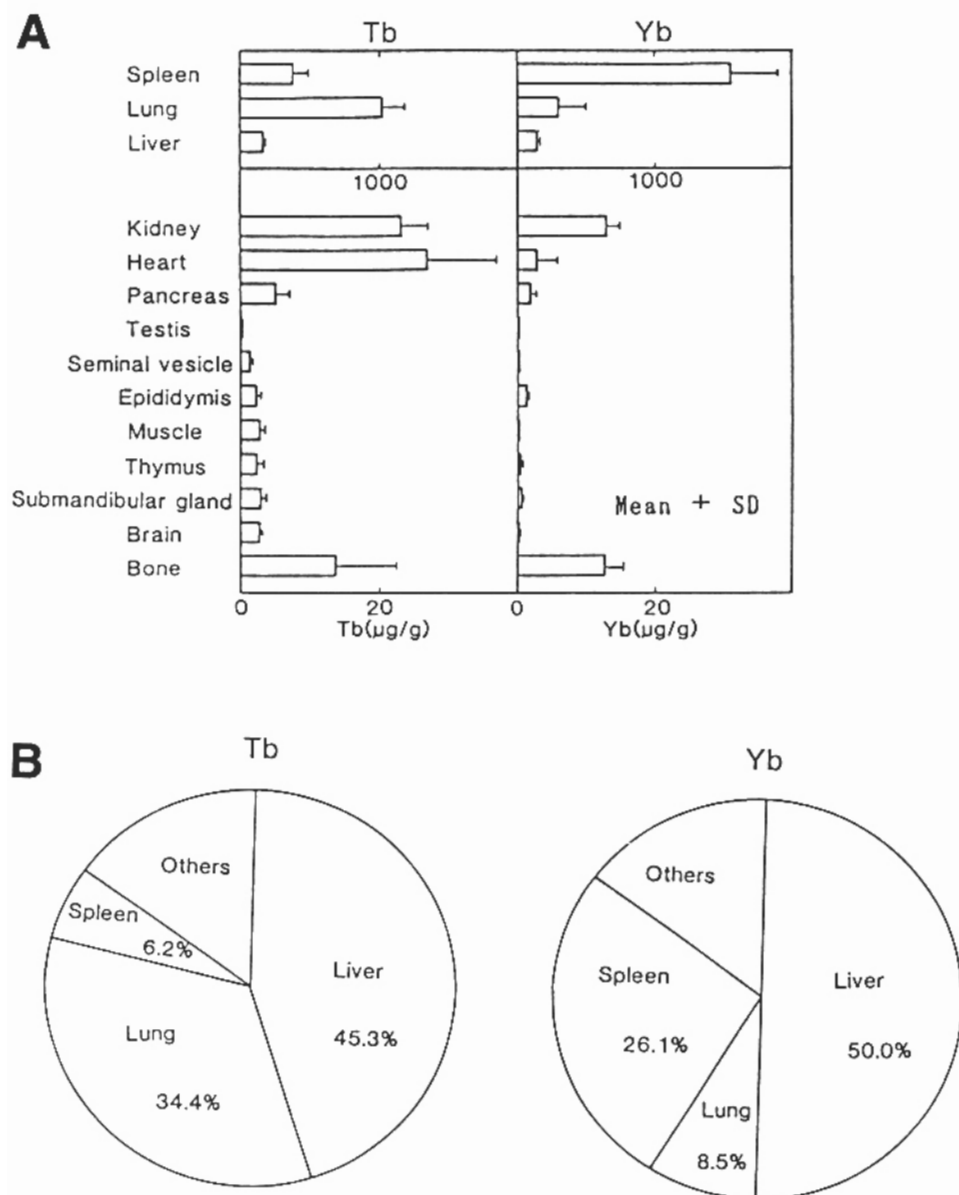 A
Tb Yb
Spleen
Lung
Liver
1000 1000
Kidney
Heart
Pancreas
Testis
Seminal vesicle
Epididymis
Muscle
Thymus
Submandibular gland
Mean + SD
Brain
Bone
0 20 0 20
Tb(μg/g) Yb(μg/g)
B
Tb
Others
Spleen
6.2%
Liver
45.3%
Lung
34.4%
Yb
Others
Spleen
26.1%
Liver
50.0%
Lung
8.5%